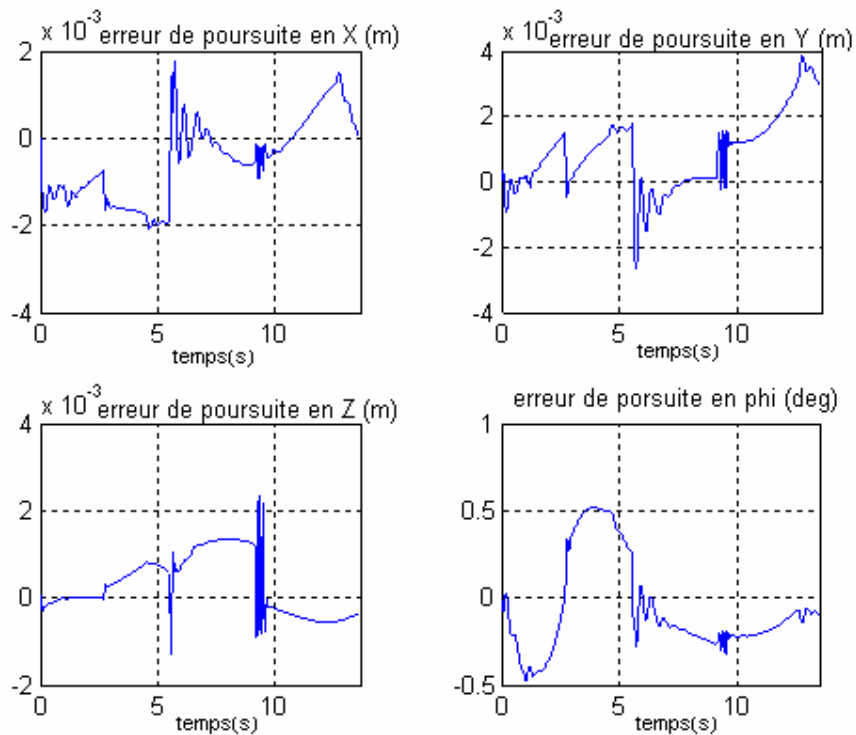 x 10-3 erreur de poursuite en X (m)
2
0
-2
-4
0 5 10
temps(s)
x 10-3 erreur de poursuite en Y (m)
4
2
0
-2
-4
0 5 10
temps(s)
x 10-3 erreur de poursuite en Z (m)
4
2
0
-2
0 5 10
temps(s)
erreur de porsuite en phi (deg)
1
0.5
0
-0.5
0 5 10
temps(s)